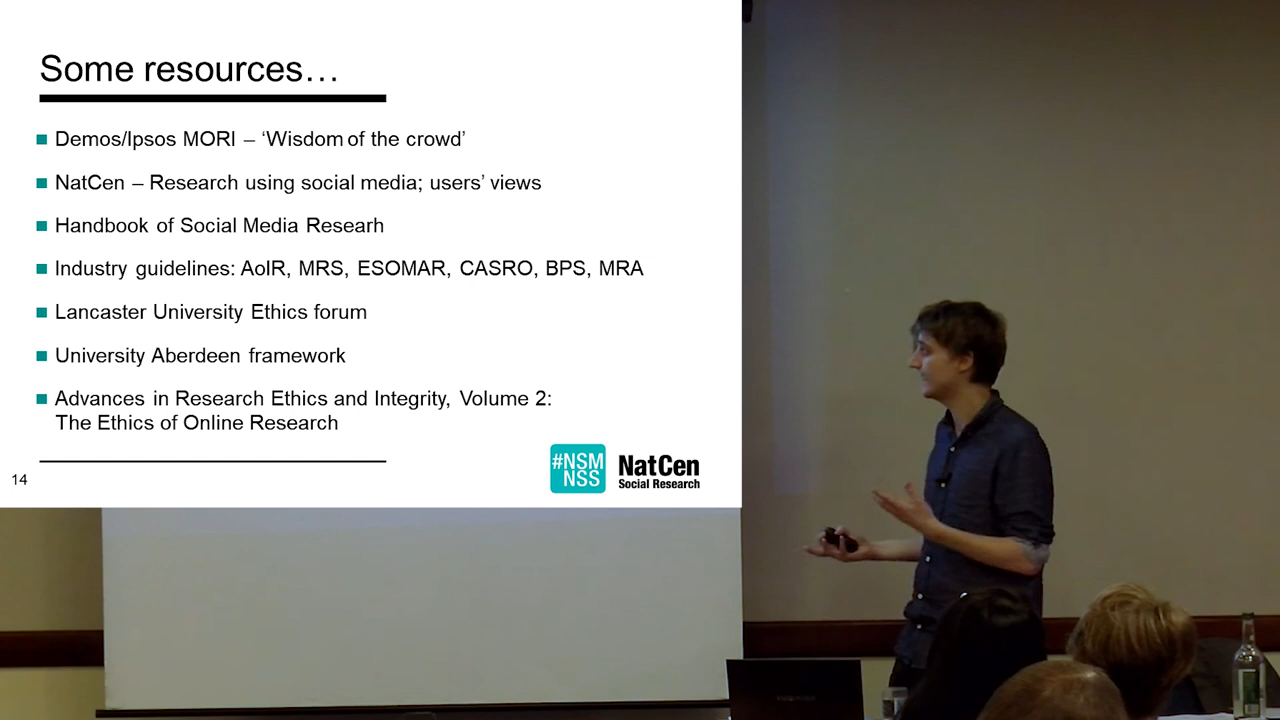 Some resources…
Demos/Ipsos MORI – ‘Wisdom of the crowd’
NatCen – Research using social media; users’ views
Handbook of Social Media Researh
Industry guidelines: AoIR, MRS, ESOMAR, CASRO, BPS, MRA
Lancaster University Ethics forum
University Aberdeen framework
Advances in Research Ethics and Integrity, Volume 2:
The Ethics of Online Research
14
#NSM
NSS
NatCen
Social Research